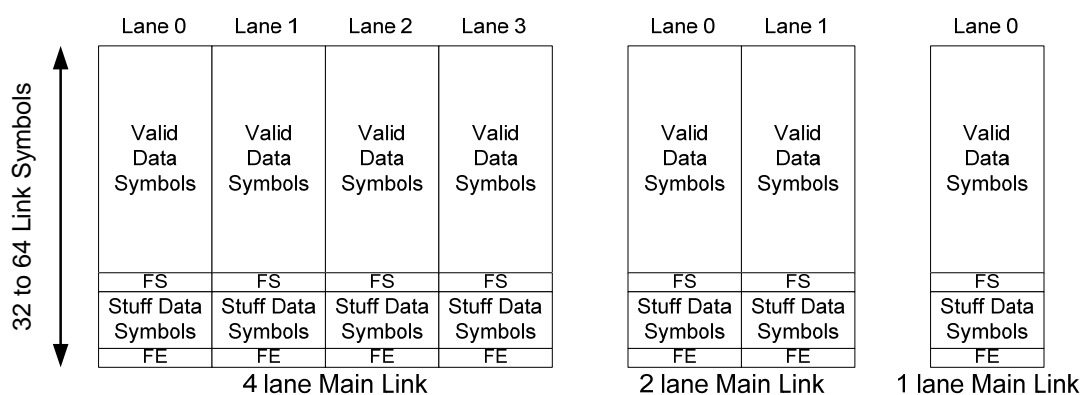 Lane 0 Lane 1 Lane 2 Lane 3 Lane 0 Lane 1 Lane 0
32 to 64 Link Symbols
Valid Valid Valid Valid Valid Valid Valid
Data Data Data Data Data Data Data
Symbols Symbols Symbols Symbols Symbols Symbols Symbols
FS FS FS FS FS FS FS
Stuff Data Stuff Data Stuff Data Stuff Data Stuff Data Stuff Data Stuff Data
Symbols Symbols Symbols Symbols Symbols Symbols Symbols
FE FE FE FE FE FE FE
4 lane Main Link 2 lane Main Link 1 lane Main Link